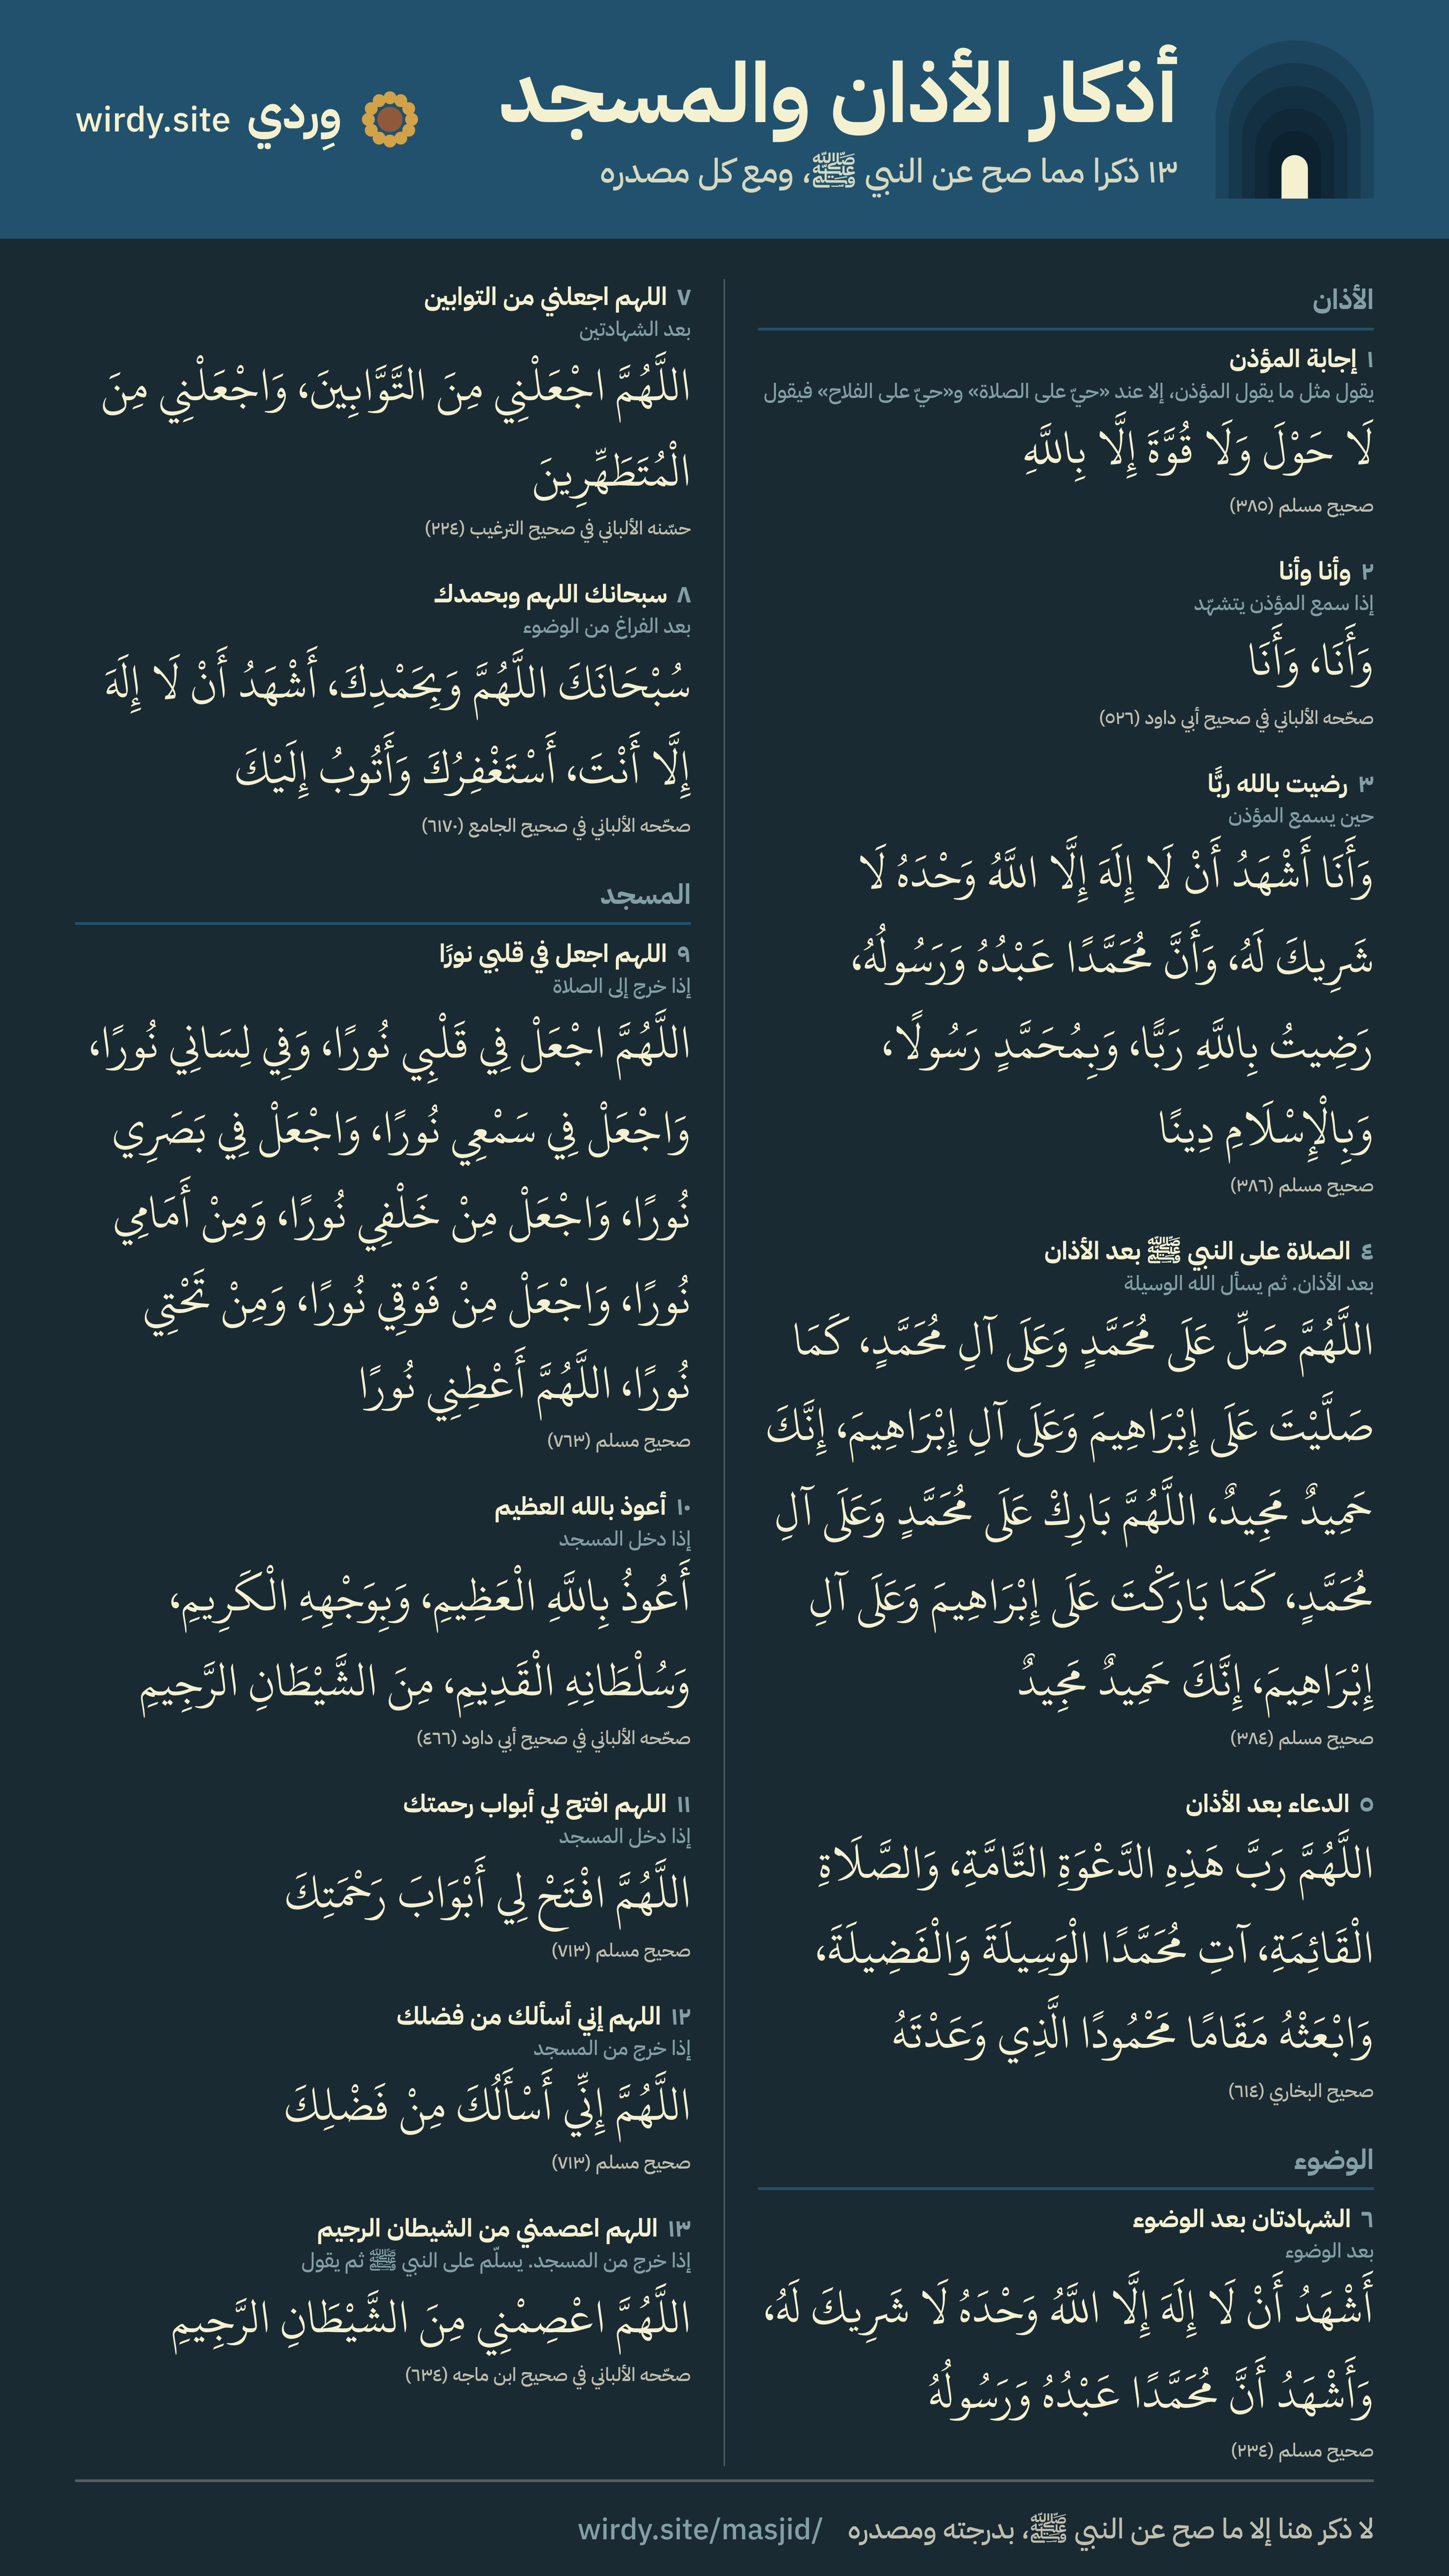 أذكار الأذان والمسجد
١٣ ذكرا مما صح عن النبي ﷺ، ومع كل مصدره
وِردي wirdy.site
الأذان
١ إجابة المؤذن
يقول مثل ما يقول المؤذن، إلا عند «حيّ على الصلاة» و«حيّ على الفلاح» فيقول
لَا حَوْلَ وَلَا قُوَّةَ إِلَّا بِاللَّهِ
صحيح مسلم (٣٨٥)
٢ وأنا وأنا
إذا سمع المؤذن يتشهّد
وَأَنَا، وَأَنَا
صحّحه الألباني في صحيح أبي داود (٥٢٦)
٣ رضيت بالله ربًّا
حين يسمع المؤذن
وَأَنَا أَشْهَدُ أَنْ لَا إِلَهَ إِلَّا اللَّهُ وَحْدَهُ لَا
شَرِيكَ لَهُ، وَأَنَّ مُحَمَّدًا عَبْدُهُ وَرَسُولُهُ،
رَضِيتُ بِاللَّهِ رَبًّا، وَبِمُحَمَّدٍ رَسُولًا،
وَبِالْإِسْلَامِ دِينًا
صحيح مسلم (٣٨٦)
٤ الصلاة على النبي ﷺ بعد الأذان
بعد الأذان. ثم يسأل الله الوسيلة
اللَّهُمَّ صَلِّ عَلَى مُحَمَّدٍ وَعَلَى آلِ مُحَمَّدٍ، كَمَا
صَلَّيْتَ عَلَى إِبْرَاهِيمَ وَعَلَى آلِ إِبْرَاهِيمَ، إِنَّكَ
حَمِيدٌ مَجِيدٌ، اللَّهُمَّ بَارِكْ عَلَى مُحَمَّدٍ وَعَلَى آلِ
مُحَمَّدٍ، كَمَا بَارَكْتَ عَلَى إِبْرَاهِيمَ وَعَلَى آلِ
إِبْرَاهِيمَ، إِنَّكَ حَمِيدٌ مَجِيدٌ
صحيح مسلم (٣٨٤)
٥ الدعاء بعد الأذان
اللَّهُمَّ رَبَّ هَذِهِ الدَّعْوَةِ التَّامَّةِ، وَالصَّلَاةِ
الْقَائِمَةِ، آتِ مُحَمَّدًا الْوَسِيلَةَ وَالْفَضِيلَةَ،
وَابْعَثْهُ مَقَامًا مَحْمُودًا الَّذِي وَعَدْتَهُ
صحيح البخاري (٦١٤)
الوضوء
٦ الشهادتان بعد الوضوء
بعد الوضوء
أَشْهَدُ أَنْ لَا إِلَهَ إِلَّا اللَّهُ وَحْدَهُ لَا شَرِيكَ لَهُ،
وَأَشْهَدُ أَنَّ مُحَمَّدًا عَبْدُهُ وَرَسُولُهُ
صحيح مسلم (٢٣٤)
٧ اللهم اجعلني من التوابين
بعد الشهادتين
اللَّهُمَّ اجْعَلْنِي مِنَ التَّوَّابِينَ، وَاجْعَلْنِي مِنَ
الْمُتَطَهِّرِينَ
حسّنه الألباني في صحيح الترغيب (٢٢٤)
٨ سبحانك اللهم وبحمدك
بعد الفراغ من الوضوء
سُبْحَانَكَ اللَّهُمَّ وَبِحَمْدِكَ، أَشْهَدُ أَنْ لَا إِلَهَ
إِلَّا أَنْتَ، أَسْتَغْفِرُكَ وَأَتُوبُ إِلَيْكَ
صحّحه الألباني في صحيح الجامع (٦١٧٠)
المسجد
٩ اللهم اجعل في قلبي نورًا
إذا خرج إلى الصلاة
اللَّهُمَّ اجْعَلْ فِي قَلْبِي نُورًا، وَفِي لِسَانِي نُورًا،
وَاجْعَلْ فِي سَمْعِي نُورًا، وَاجْعَلْ فِي بَصَرِي
نُورًا، وَاجْعَلْ مِنْ خَلْفِي نُورًا، وَمِنْ أَمَامِي
نُورًا، وَاجْعَلْ مِنْ فَوْقِي نُورًا، وَمِنْ تَحْتِي
نُورًا، اللَّهُمَّ أَعْطِنِي نُورًا
صحيح مسلم (٧٦٣)
١٠ أعوذ بالله العظيم
إذا دخل المسجد
أَعُوذُ بِاللَّهِ الْعَظِيمِ، وَبِوَجْهِهِ الْكَرِيمِ،
وَسُلْطَانِهِ الْقَدِيمِ، مِنَ الشَّيْطَانِ الرَّجِيمِ
صحّحه الألباني في صحيح أبي داود (٤٦٦)
١١ اللهم افتح لي أبواب رحمتك
إذا دخل المسجد
اللَّهُمَّ افْتَحْ لِي أَبْوَابَ رَحْمَتِكَ
صحيح مسلم (٧١٣)
١٢ اللهم إني أسألك من فضلك
إذا خرج من المسجد
اللَّهُمَّ إِنِّي أَسْأَلُكَ مِنْ فَضْلِكَ
صحيح مسلم (٧١٣)
١٣ اللهم اعصمني من الشيطان الرجيم
إذا خرج من المسجد. يسلّم على النبي ﷺ ثم يقول
اللَّهُمَّ اعْصِمْنِي مِنَ الشَّيْطَانِ الرَّجِيمِ
صحّحه الألباني في صحيح ابن ماجه (٦٣٤)
لا ذكر هنا إلا ما صح عن النبي ﷺ، بدرجته ومصدره wirdy.site/masjid/